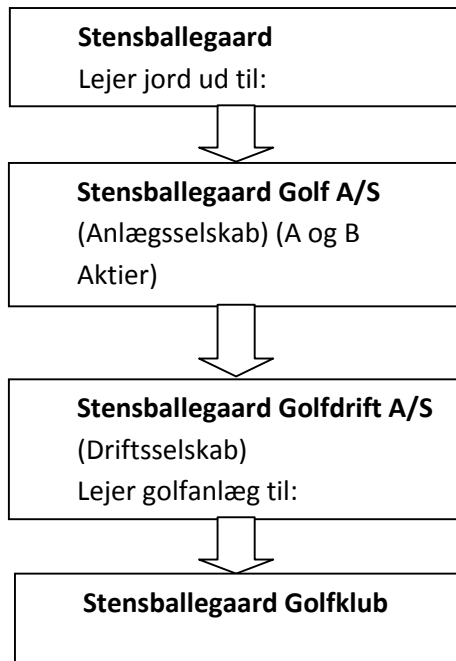 Stensballegaard
Lejer jord ud til:
Stensballegaard Golf A/S
(Anlægsselskab) (A og B
Aktier)
Stensballegaard Golfdrift A/S
(Driftsselskab)
Lejer golfanlæg til:
Stensballegaard Golfklub